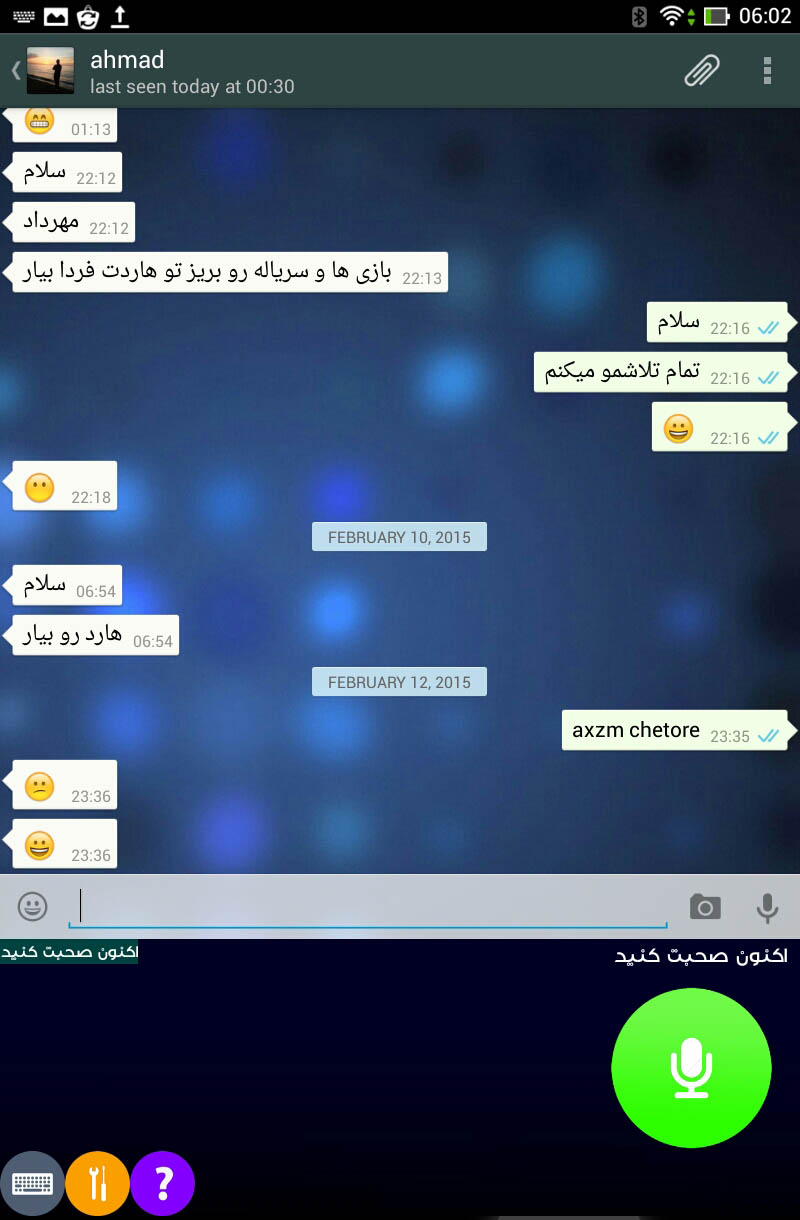 06:02
ahmad
last seen today at 00:30
01:13
سلام 22:12
مهرداد 22:12
بازی ها و سریاله رو بریز تو هاردت فردا بیار 22:13
سلام 22:16
تمام تلاشمو میکنم 22:16
😀 22:16
😶 22:18
FEBRUARY 10, 2015
سلام 06:54
هارد رو بیار 06:54
FEBRUARY 12, 2015
axzm chetore 23:35
😕 23:36
😀 23:36
اکنون صحبت کنید
اکنون صحبت کنید
?